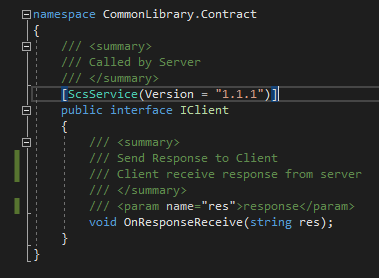 namespace CommonLibrary.Contract
{
/// <summary>
/// Called by Server
/// </summary>
[ScsService(Version = "1.1.1")]
public interface IClient
{
/// <summary>
/// Send Response to Client
/// Client receive response from server
/// </summary>
/// <param name="res">response</param>
void OnResponseReceive(string res);
}
}